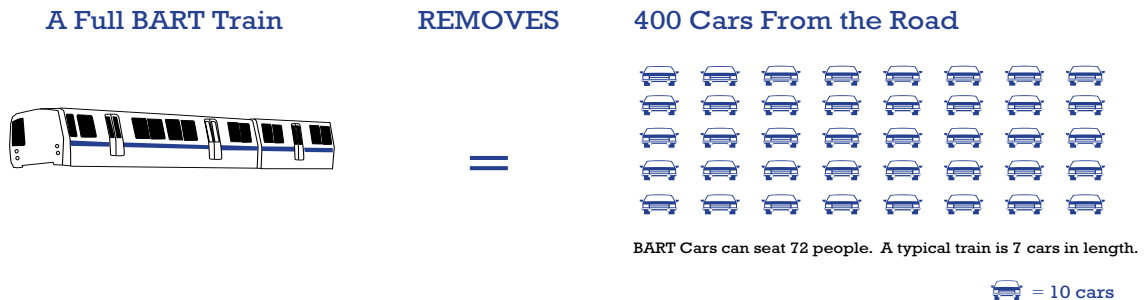 A Full BART Train REMOVES 400 Cars From the Road
=
BART Cars can seat 72 people. A typical train is 7 cars in length.
= 10 cars